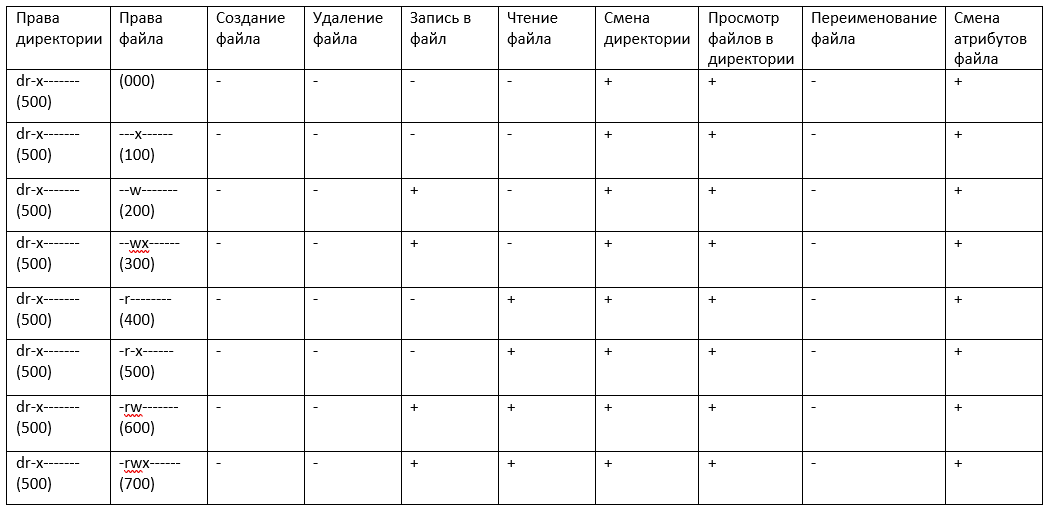 Права директории | Права файла | Создание файла | Удаление файла | Запись в файл | Чтение файла | Смена директории | Просмотр файлов в директории | Переименование файла | Смена атрибутов файла
dr-x------- (500) | (000) | - | - | - | - | + | + | - | +
dr-x------- (500) | ---x------ (100) | - | - | - | - | + | + | - | +
dr-x------- (500) | --w------- (200) | - | - | + | - | + | + | - | +
dr-x------- (500) | --wx------ (300) | - | - | + | - | + | + | - | +
dr-x------- (500) | -r-------- (400) | - | - | - | + | + | + | - | +
dr-x------- (500) | -r-x------ (500) | - | - | - | + | + | + | - | +
dr-x------- (500) | -rw------- (600) | - | - | + | + | + | + | - | +
dr-x------- (500) | -rwx------ (700) | - | - | + | + | + | + | - | +